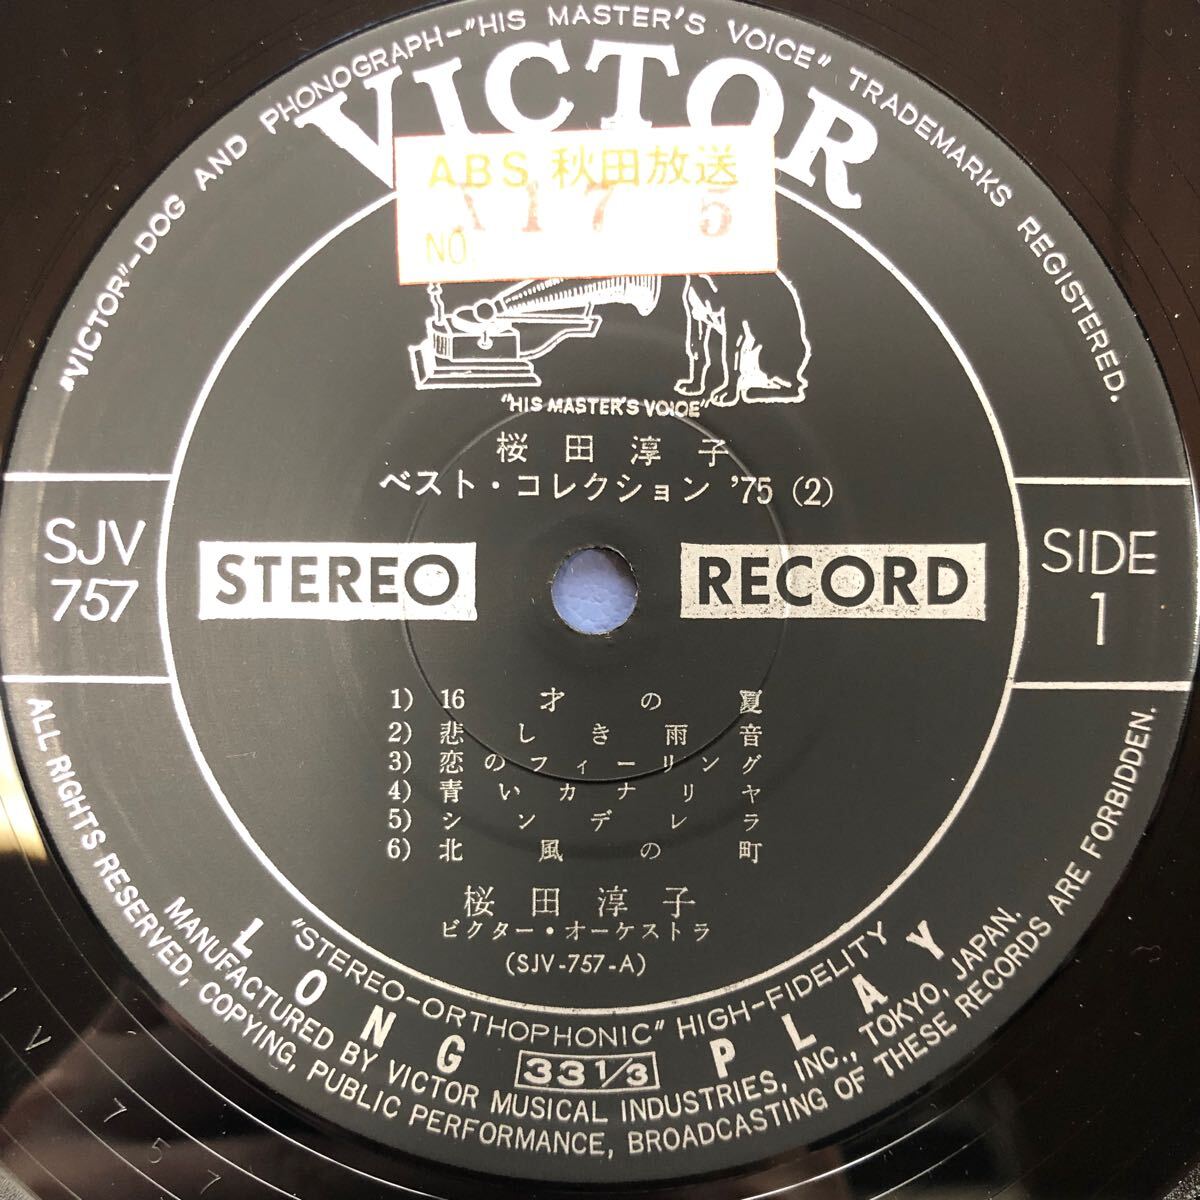 "VICTOR"-DOG AND PHONOGRAPH-"HIS MASTER'S VOICE" TRADEMARKS REGISTERED.
VICTOR
ABS 秋田放送
NO.
"HIS MASTER'S VOICE"
桜田淳子
ベスト・コレクション '75 (2)
SJV
757
STEREO
RECORD
SIDE
1
1) 16才の夏
2) 悲しき雨音
3) 恋のフィーリング
4) 青いカナリヤ
5) シンデレラ
6) 北風の町
桜田淳子
ビクター・オーケストラ
(SJV-757-A)
"STEREO-ORTHOPHONIC" HIGH-FIDELITY
LONG 33 1/3 PLAY
MANUFACTURED BY VICTOR MUSICAL INDUSTRIES, INC., TOKYO, JAPAN.
ALL RIGHTS RESERVED, COPYING, PUBLIC PERFORMANCE, BROADCASTING OF THESE RECORDS ARE FORBIDDEN.
V 7 5 7